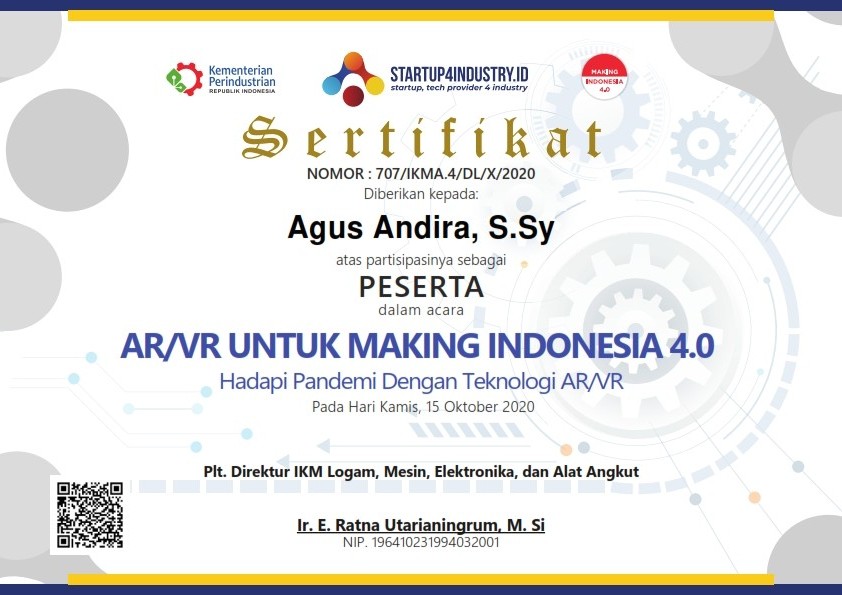 Kementerian
Perindustrian
REPUBLIK INDONESIA
STARTUP4INDUSTRY.ID
startup, tech provider 4 industry
MAKING
INDONESIA
4.0
Sertifikat
NOMOR : 707/IKMA.4/DL/X/2020
Diberikan kepada:
Agus Andira, S.Sy
atas partisipasinya sebagai
PESERTA
dalam acara
AR/VR UNTUK MAKING INDONESIA 4.0
Hadapi Pandemi Dengan Teknologi AR/VR
Pada Hari Kamis, 15 Oktober 2020
Plt. Direktur IKM Logam, Mesin, Elektronika, dan Alat Angkut
Ir. E. Ratna Utarianingrum, M. Si
NIP. 196410231994032001